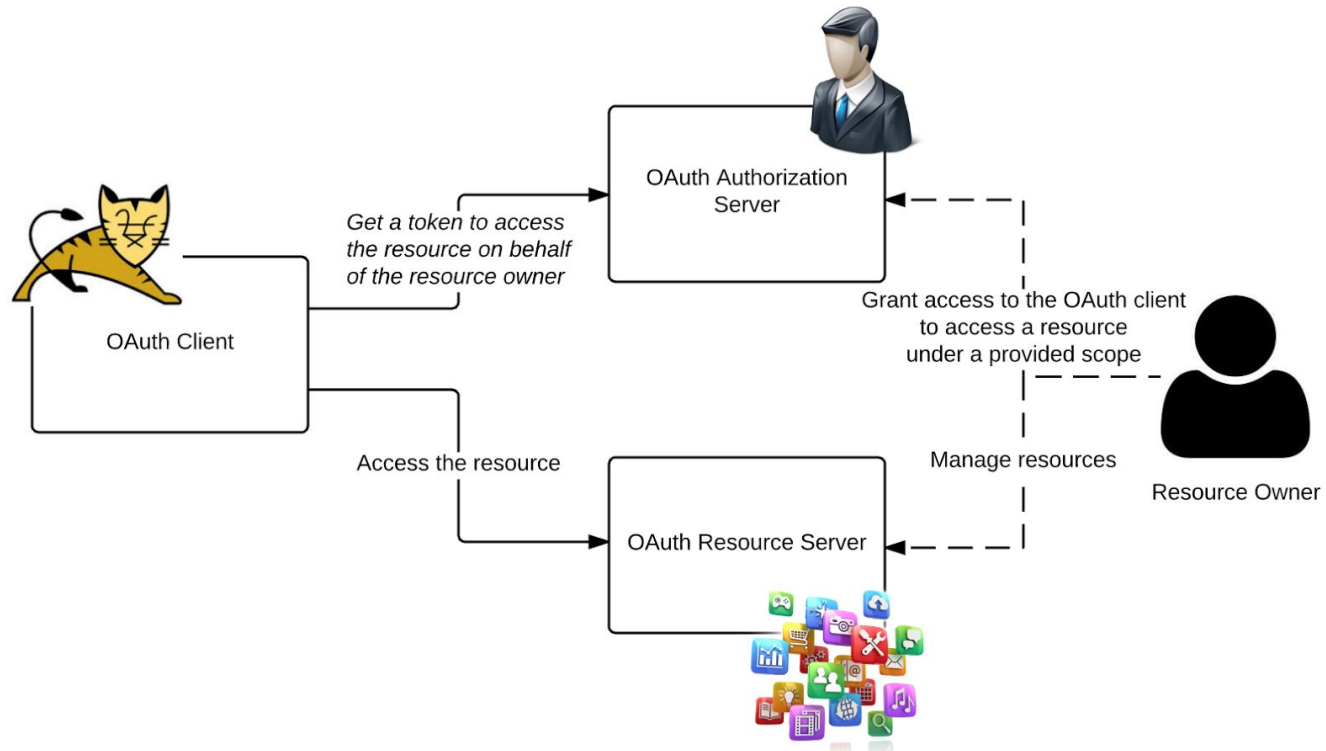 OAuth Authorization
Server
Get a token to access
the resource on behalf
of the resource owner
OAuth Client
Grant access to the OAuth client
to access a resource
under a provided scope
Access the resource
Manage resources
Resource Owner
OAuth Resource Server